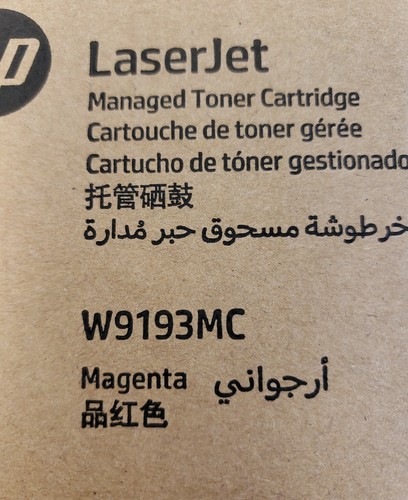 hp
LaserJet
Managed Toner Cartridge
Cartouche de toner gérée
Cartucho de tóner gestionado
托管硒鼓
خرطوشة مسحوق حبر مُدارة
W9193MC
Magenta أرجواني
品红色